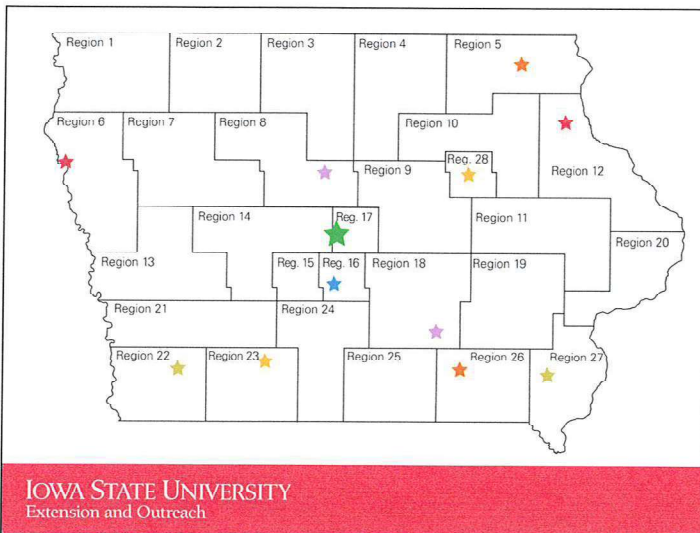 Region 1
Region 2
Region 3
Region 4
Region 5
Region 6
Region 7
Region 8
Region 10
Reg. 28
Region 9
Region 12
Region 14
Reg. 17
Region 11
Region 20
Region 13
Reg. 15
Reg. 16
Region 18
Region 19
Region 21
Region 24
Region 22
Region 23
Region 25
Region 26
Region 27
IOWA STATE UNIVERSITY
Extension and Outreach